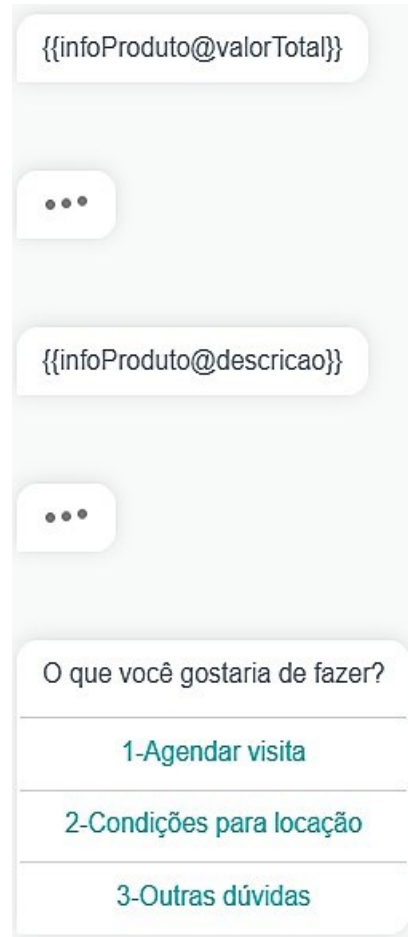 {{infoProduto@valorTotal}}
{{infoProduto@descricao}}
O que você gostaria de fazer?
1-Agendar visita
2-Condições para locação
3-Outras dúvidas